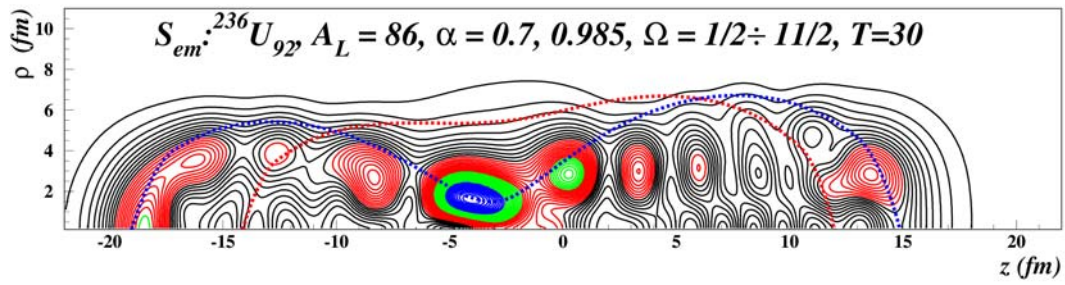 S_em: ^236U_92, A_L = 86, α = 0.7, 0.985, Ω = 1/2÷ 11/2, T=30
ρ (fm)
10
8
6
4
2
-20 -15 -10 -5 0 5 10 15 20
z (fm)